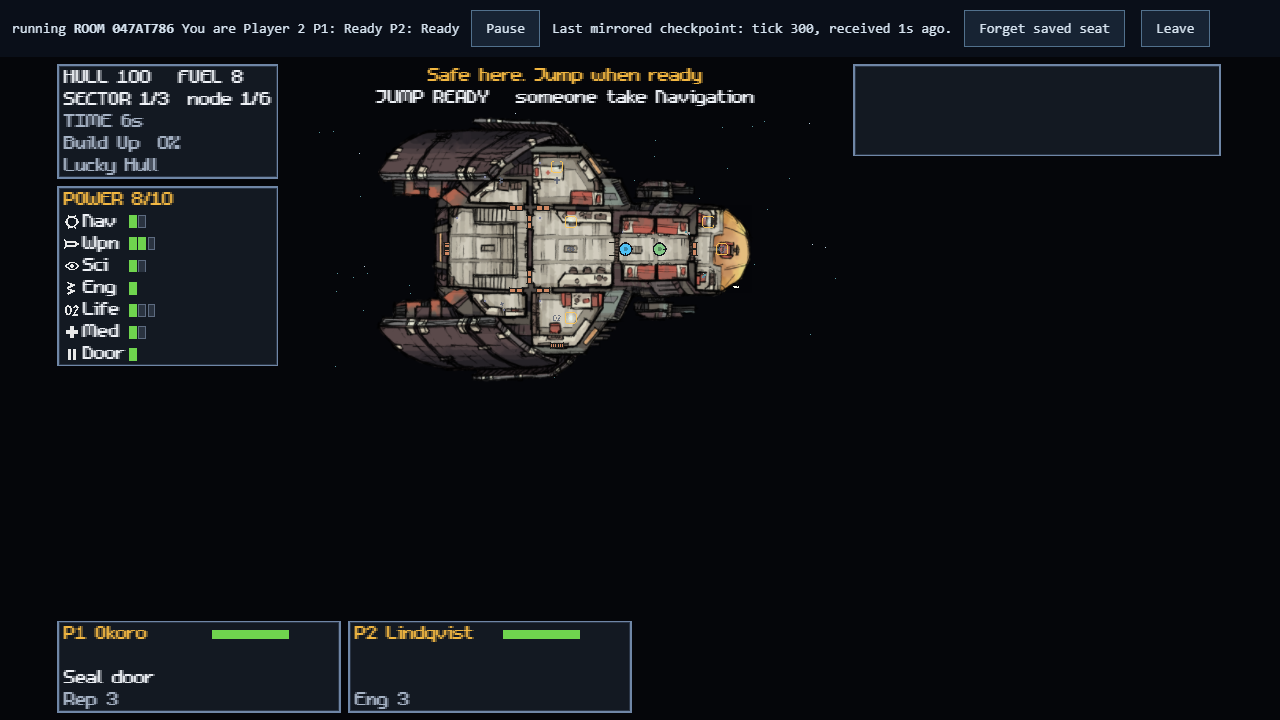 running ROOM 047AT786 You are Player 2 P1: Ready P2: Ready Pause Last mirrored checkpoint: tick 300, received 1s ago. Forget saved seat Leave
HULL 100 FUEL 8
SECTOR 1/3 node 1/6
TIME 6s
Build Up 0%
Lucky Hull
Safe here. Jump when ready
JUMP READY someone take Navigation
POWER 8/10
Nav
Wpn
Sci
Eng
O2 Life
Med
Door
O2
P1 Okoro
Seal door
Rep 3
P2 Lindqvist
Eng 3